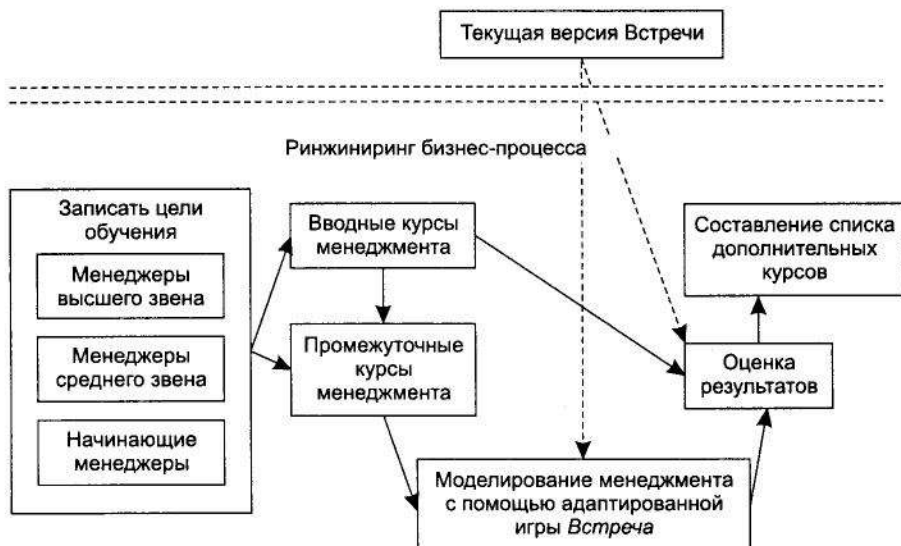 Текущая версия Встречи
Ринжиниринг бизнес-процесса
Записать цели
обучения
Менеджеры
высшего звена
Менеджеры
среднего звена
Начинающие
менеджеры
Вводные курсы
менеджмента
Промежуточные
курсы
менеджмента
Составление списка
дополнительных
курсов
Оценка
результатов
Моделирование менеджмента
с помощью адаптированной
игры Встреча